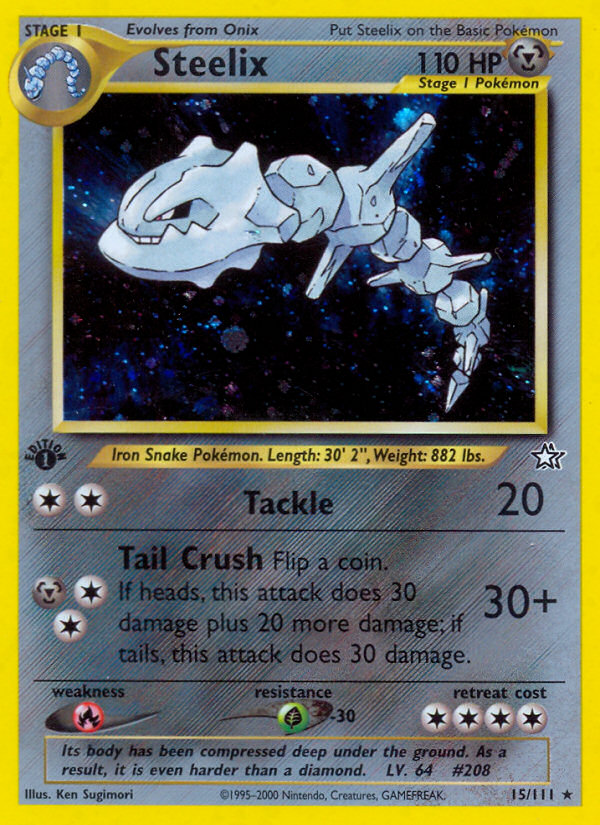 STAGE 1 Evolves from Onix Put Steelix on the Basic Pokémon
Steelix 110 HP
Stage 1 Pokémon
EDITION
1
Iron Snake Pokémon. Length: 30' 2", Weight: 882 lbs.
Tackle 20
Tail Crush Flip a coin.
If heads, this attack does 30
damage plus 20 more damage; if
tails, this attack does 30 damage.
30+
weakness resistance retreat cost
-30
Its body has been compressed deep under the ground. As a
result, it is even harder than a diamond. LV. 64 #208
Illus. Ken Sugimori ©1995-2000 Nintendo, Creatures, GAMEFREAK. 15/111 ★